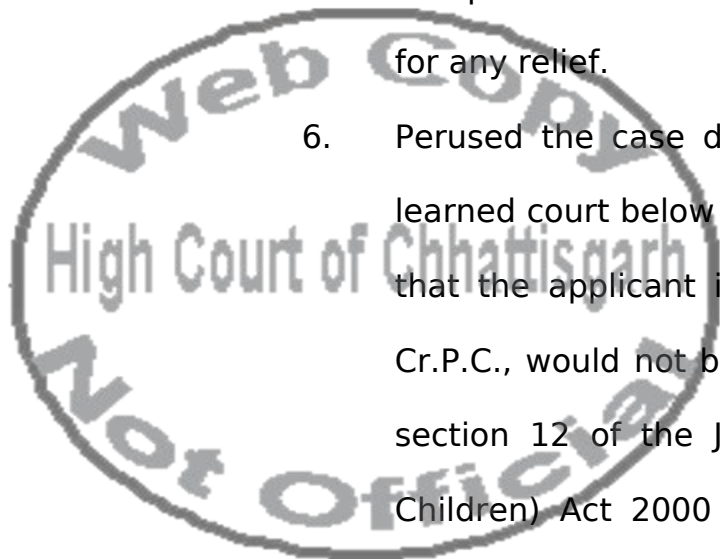 for any relief.
6. Perused the case d
learned court below
that the applicant i
Cr.P.C., would not b
section 12 of the J
Children) Act 2000
Web Copy
High Court of Chhattisgarh
Not Official